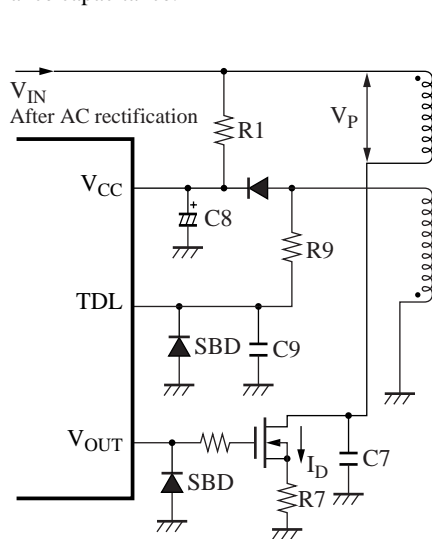 V_IN
After AC rectification
R1
V_P
V_CC
+
C8
R9
TDL
SBD
C9
V_OUT
I_D
C7
SBD
R7